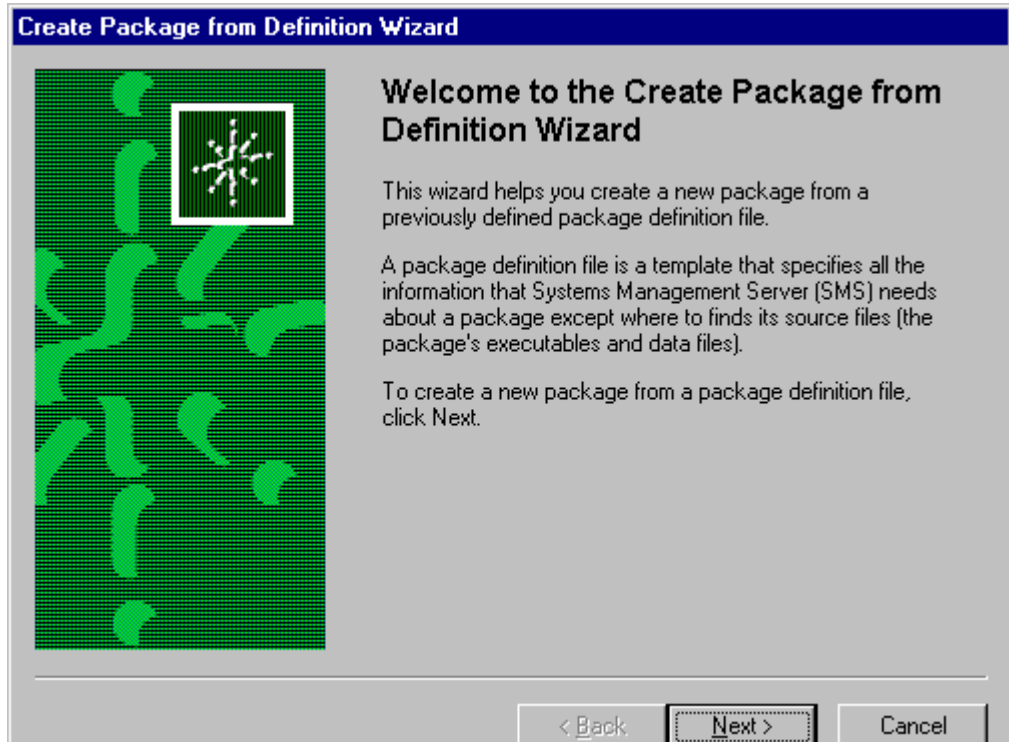 Create Package from Definition Wizard
Welcome to the Create Package from
Definition Wizard
This wizard helps you create a new package from a
previously defined package definition file.
A package definition file is a template that specifies all the
information that Systems Management Server (SMS) needs
about a package except where to finds its source files (the
package's executables and data files).
To create a new package from a package definition file,
click Next.
< Back Next > Cancel